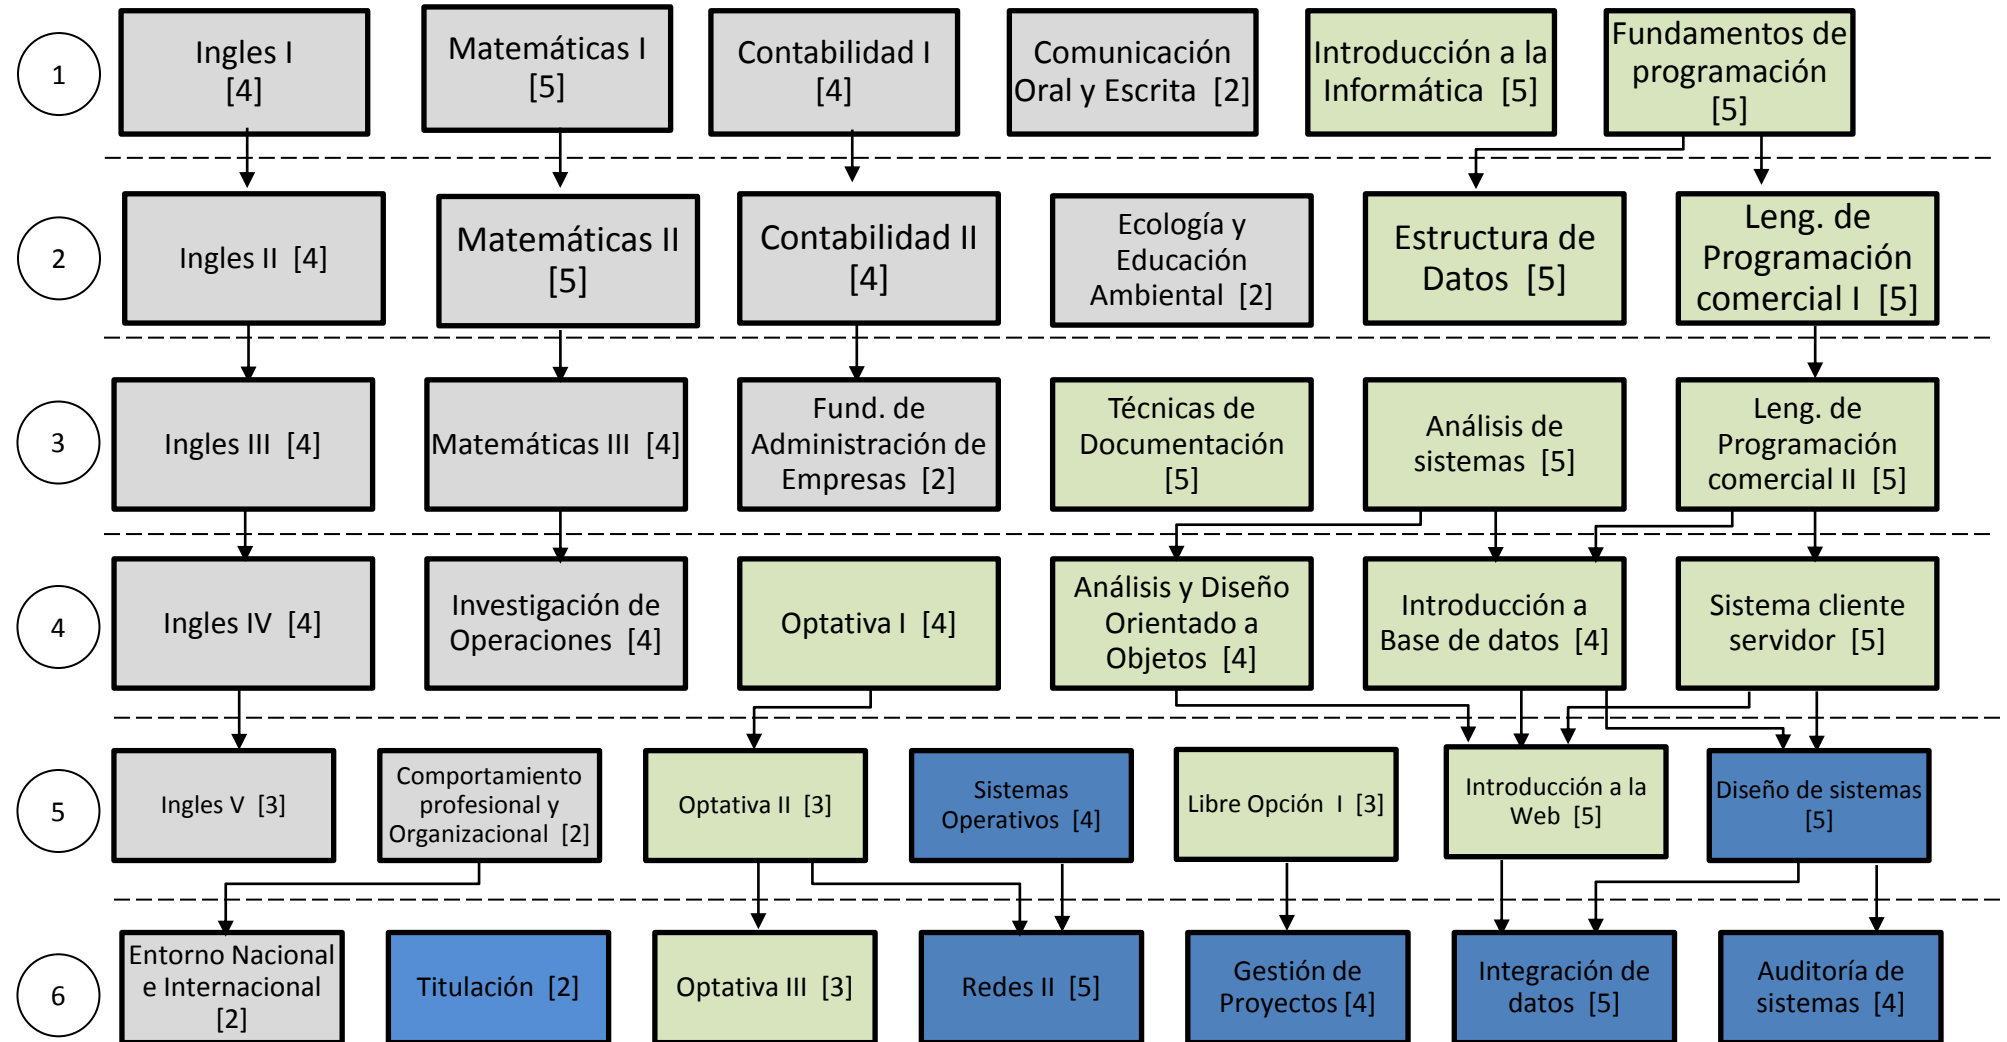 1
Ingles I
[4]
Matemáticas I
[5]
Contabilidad I
[4]
Comunicación
Oral y Escrita [2]
Introducción a la
Informática [5]
Fundamentos de
programación
[5]
2
Ingles II [4]
Matemáticas II
[5]
Contabilidad II
[4]
Ecología y
Educación
Ambiental [2]
Estructura de
Datos [5]
Leng. de
Programación
comercial I [5]
3
Ingles III [4]
Matemáticas III [4]
Fund. de
Administración de
Empresas [2]
Técnicas de
Documentación
[5]
Análisis de
sistemas [5]
Leng. de
Programación
comercial II [5]
4
Ingles IV [4]
Investigación de
Operaciones [4]
Optativa I [4]
Análisis y Diseño
Orientado a
Objetos [4]
Introducción a
Base de datos [4]
Sistema cliente
servidor [5]
5
Ingles V [3]
Comportamiento
profesional y
Organizacional [2]
Optativa II [3]
Sistemas
Operativos [4]
Libre Opción I [3]
Introducción a la
Web [5]
Diseño de sistemas
[5]
6
Entorno Nacional
e Internacional
[2]
Titulación [2]
Optativa III [3]
Redes II [5]
Gestión de
Proyectos [4]
Integración de
datos [5]
Auditoría de
sistemas [4]